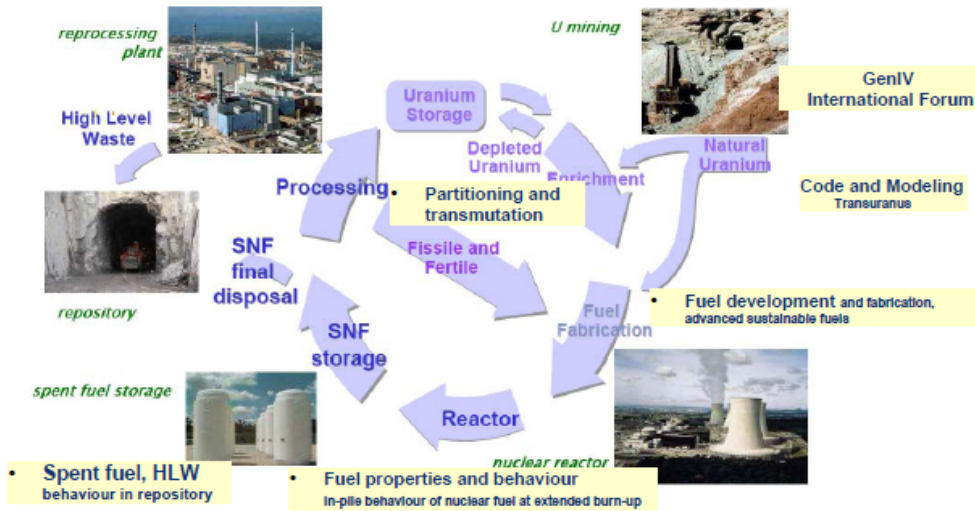 reprocessing
plant
U mining
GenIV
International Forum
High Level
Waste
Uranium
Storage
Depleted
Uranium
Enrichment
Natural
Uranium
Processing
• Partitioning and
transmutation
Code and Modeling
Transuranus
Fissile and
Fertile
SNF
final
disposal
repository
• Fuel development and fabrication,
advanced sustainable fuels
Fuel
Fabrication
SNF
storage
spent fuel storage
Reactor
nuclear reactor
• Spent fuel, HLW
behaviour in repository
• Fuel properties and behaviour
in-pile behaviour of nuclear fuel at extended burn-up